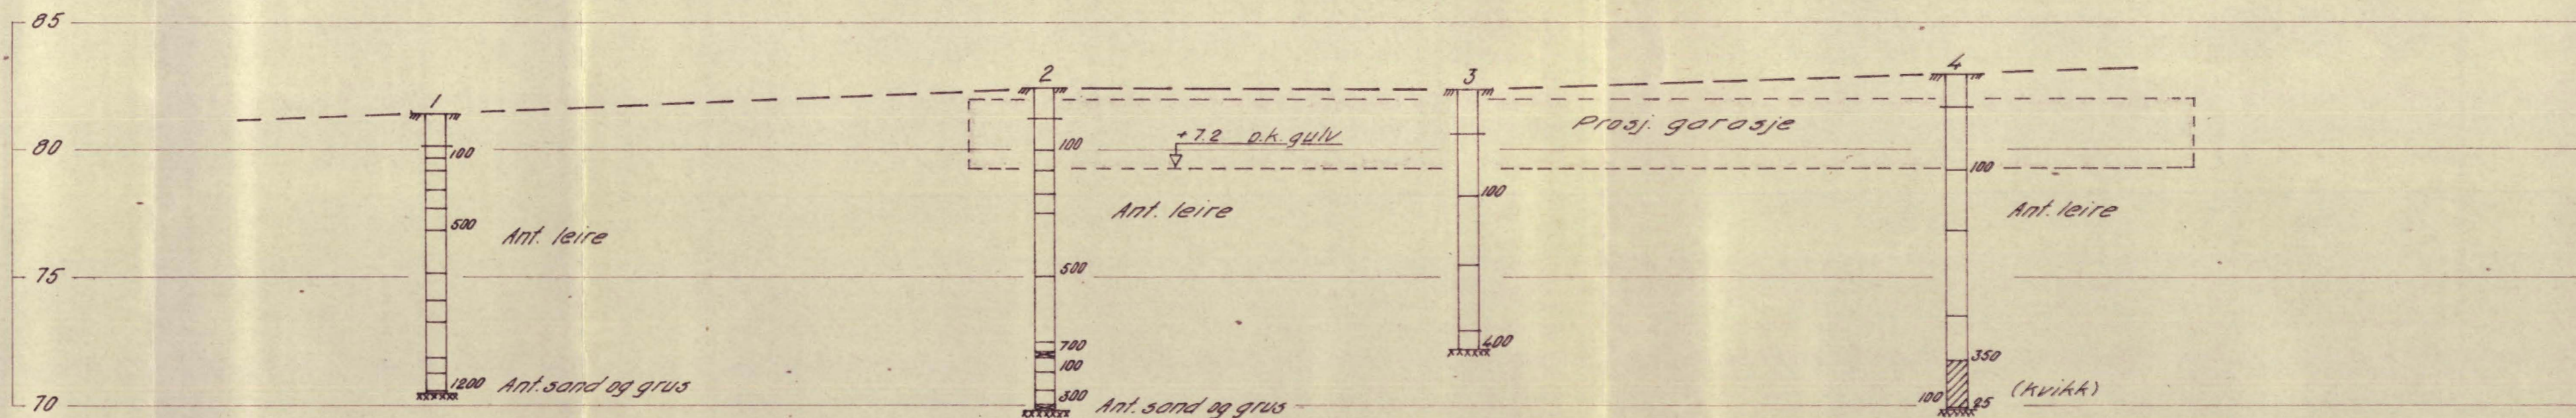 85
80
75
70
1
100
500
Ant. leire
1200
Ant. sand og grus
2
100
+7.2 o.k. gulv
Ant. leire
500
700
100
300
Ant. sand og grus
3
100
400
Prosj. garasje
4
100
Ant. leire
350
(kvikk)
100
25